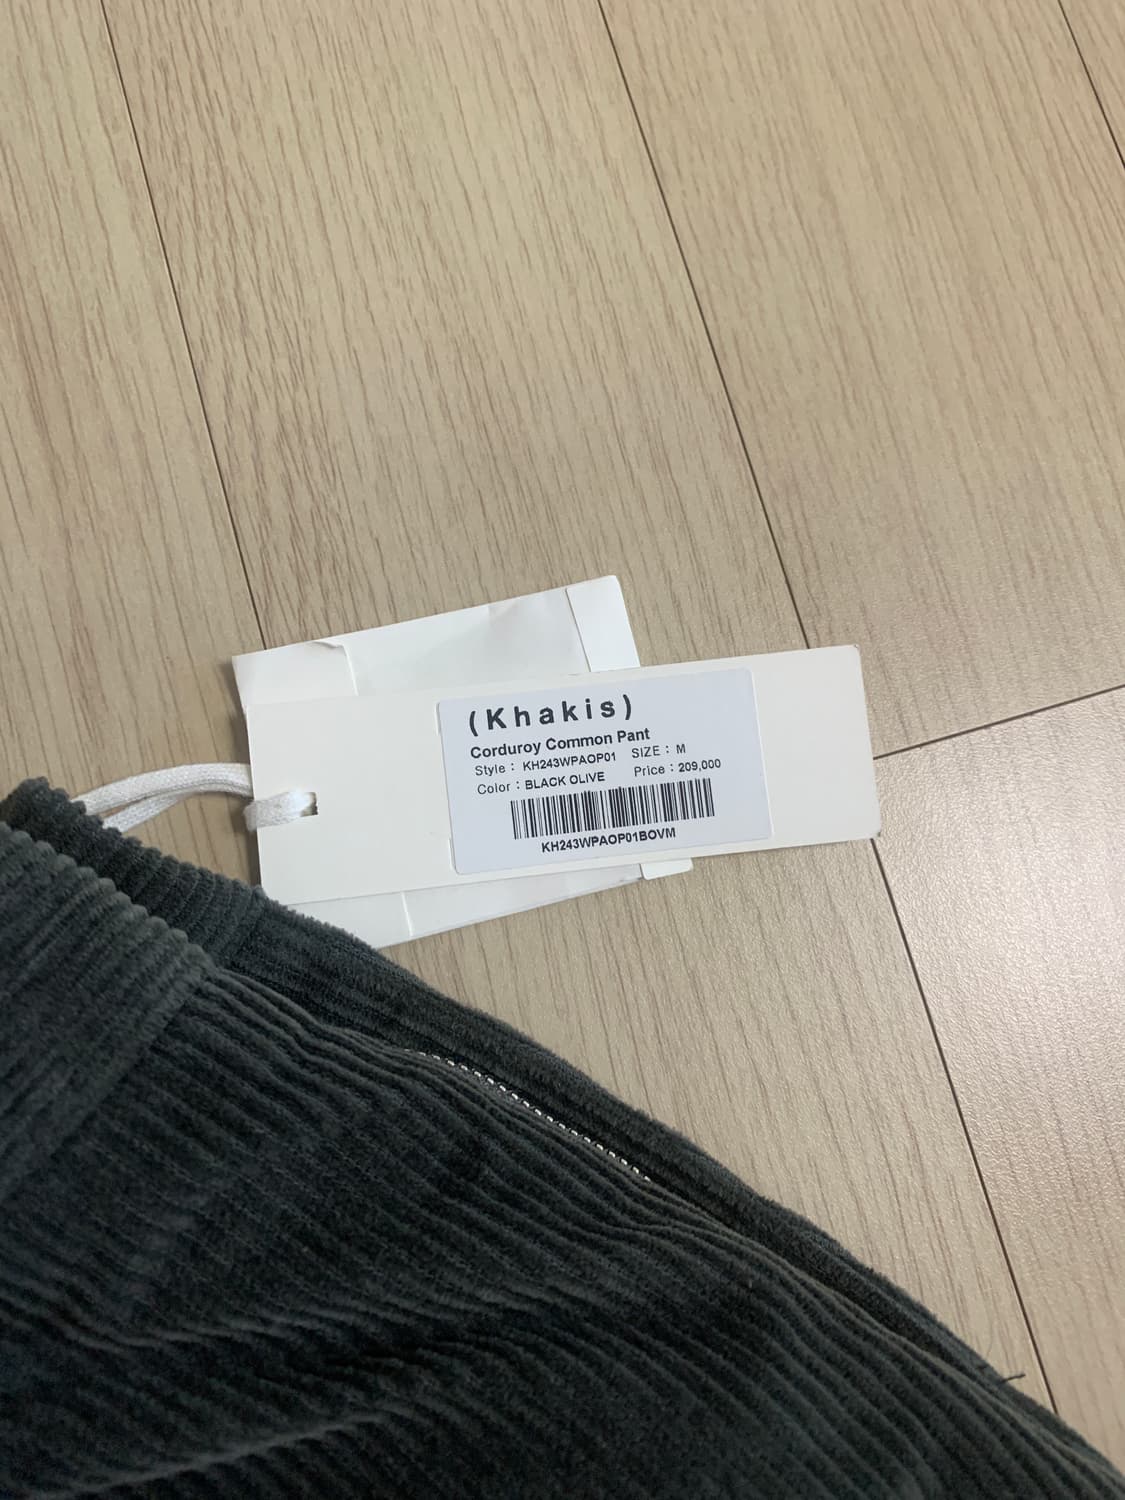 (Khakis)
Corduroy Common Pant
Style : KH243WPAOP01 SIZE : M
Color : BLACK OLIVE Price : 209,000
KH243WPAOP01BOVM